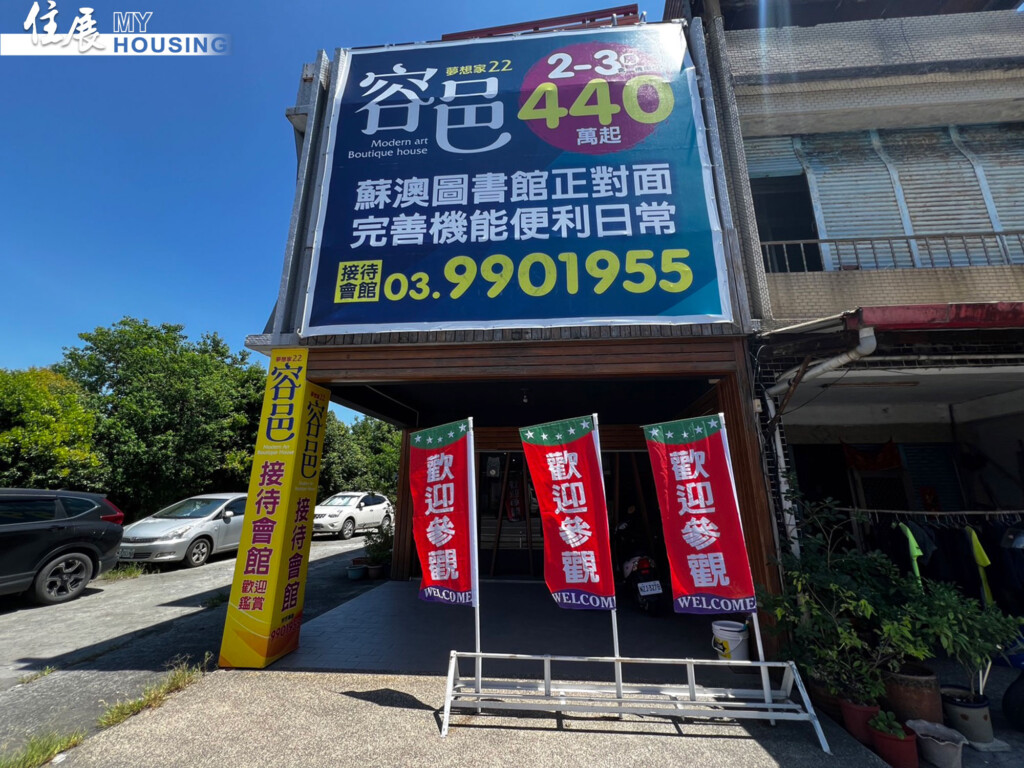 住展 MY HOUSING
夢想家22
容邑
Modern art
Boutique house
2-3房
440
萬起
蘇澳圖書館正對面
完善機能便利日常
接待會館 03.9901955
夢想家22
容邑
接待會館
歡迎鑑賞
容邑
接待會館
歡迎參觀
WELCOME
歡迎參觀
WELCOME
歡迎參觀
WELCOME